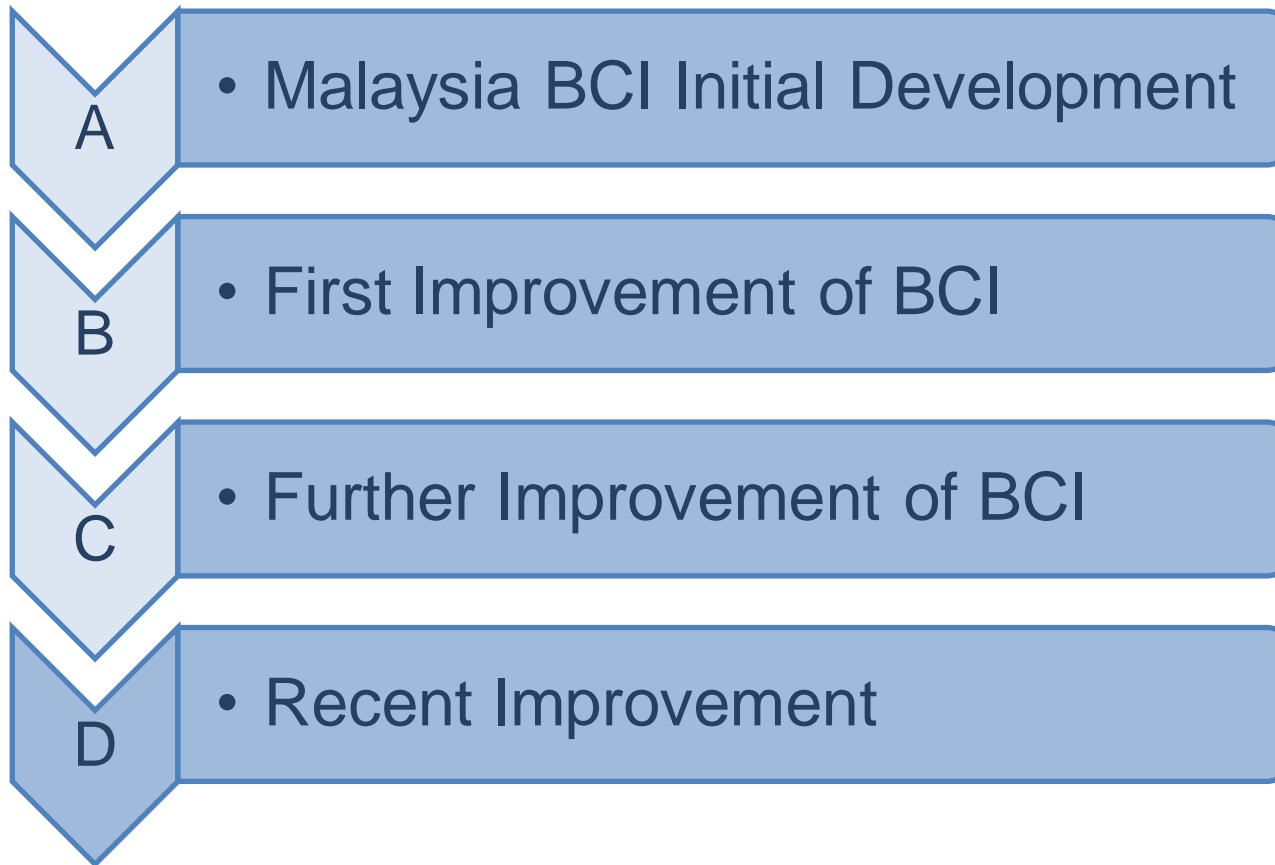 A
• Malaysia BCI Initial Development
B
• First Improvement of BCI
C
• Further Improvement of BCI
D
• Recent Improvement